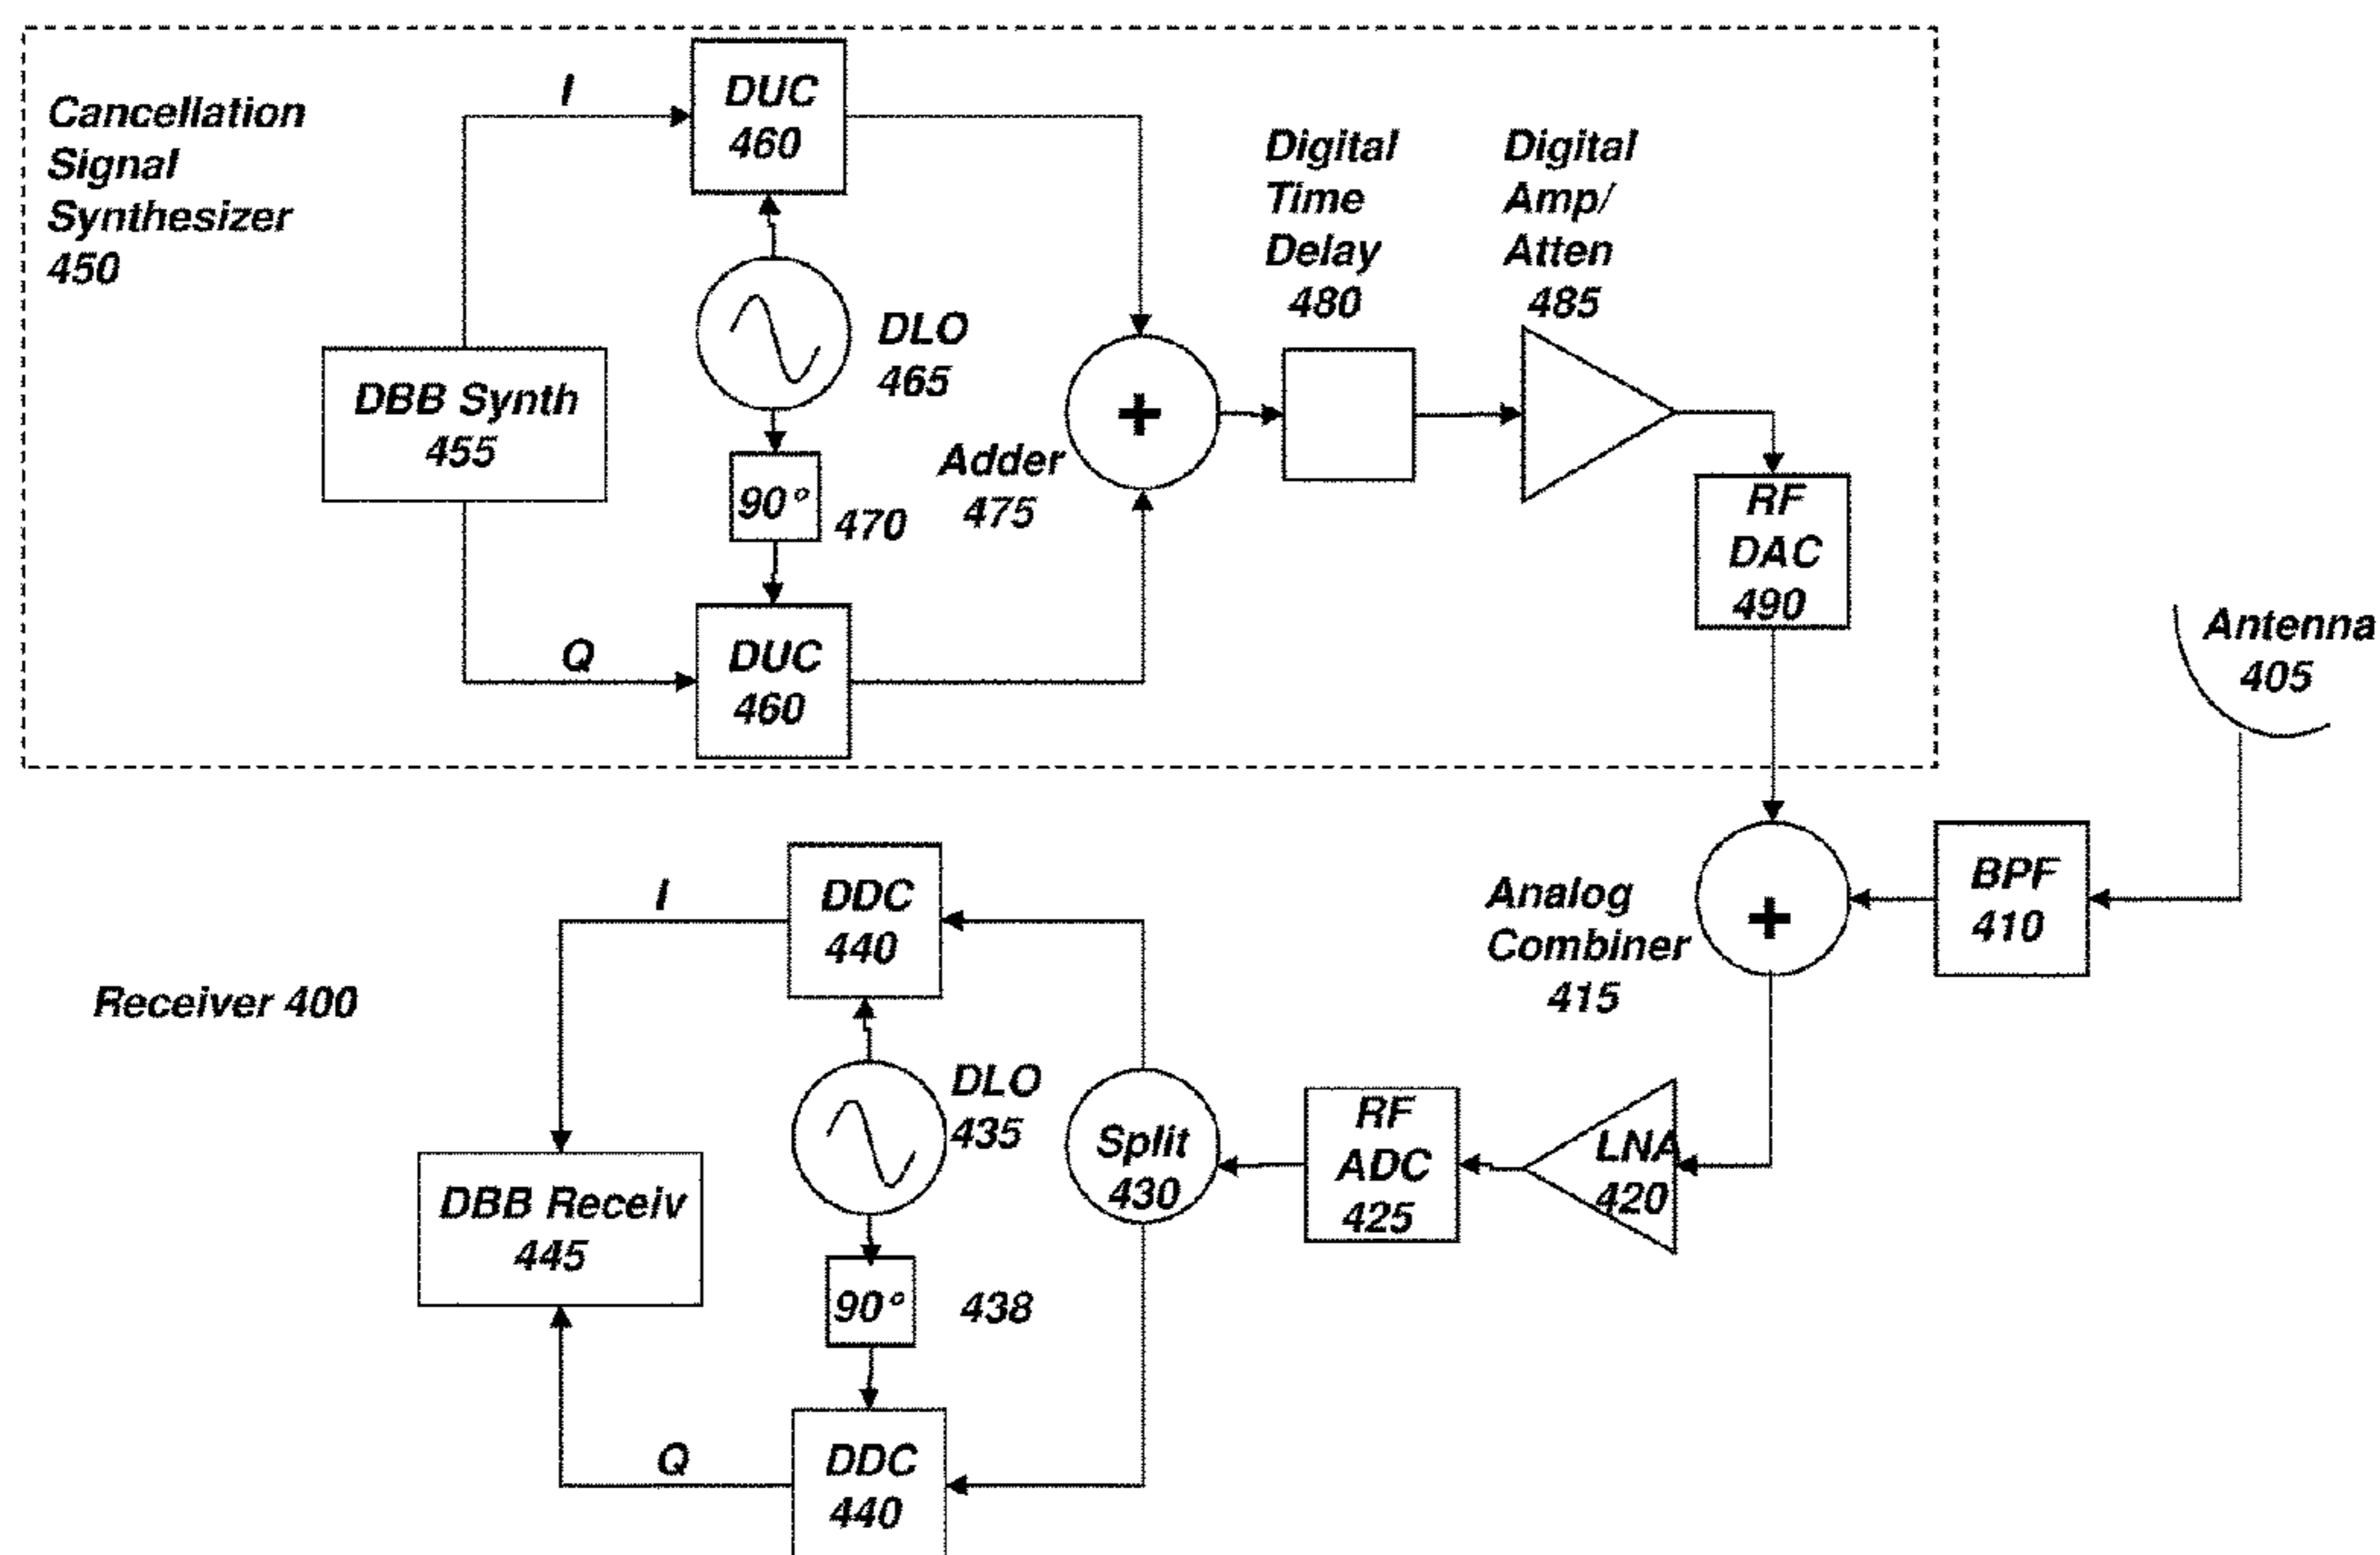 Cancellation
Signal
Synthesizer
450
I
DUC
460
DLO
465
DBB Synth
455
90°
470
Q
DUC
460
Adder
475
+
Digital
Time
Delay
480
Digital
Amp/
Atten
485
RF
DAC
490
Antenna
405
BPF
410
+
Analog
Combiner
415
LNA
420
RF
ADC
425
Split
430
I
DDC
440
DLO
435
Receiver 400
DBB Receiv
445
90°
438
Q
DDC
440